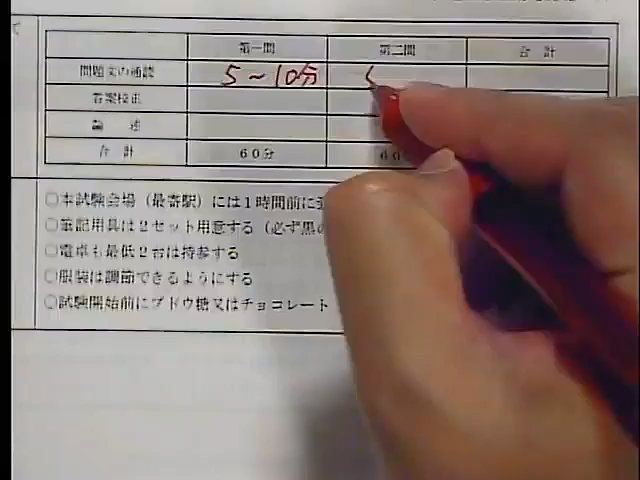 第一問 第二問 合計
問題文の通読 5～10分
答案校正
論述
合計 60分 60
○本試験会場（最寄駅）には１時間前に
○筆記用具は２セット用意する（必ず黒の
○電卓も最低２台は持参する
○服装は調節できるようにする
○試験開始前にブドウ糖又はチョコレート